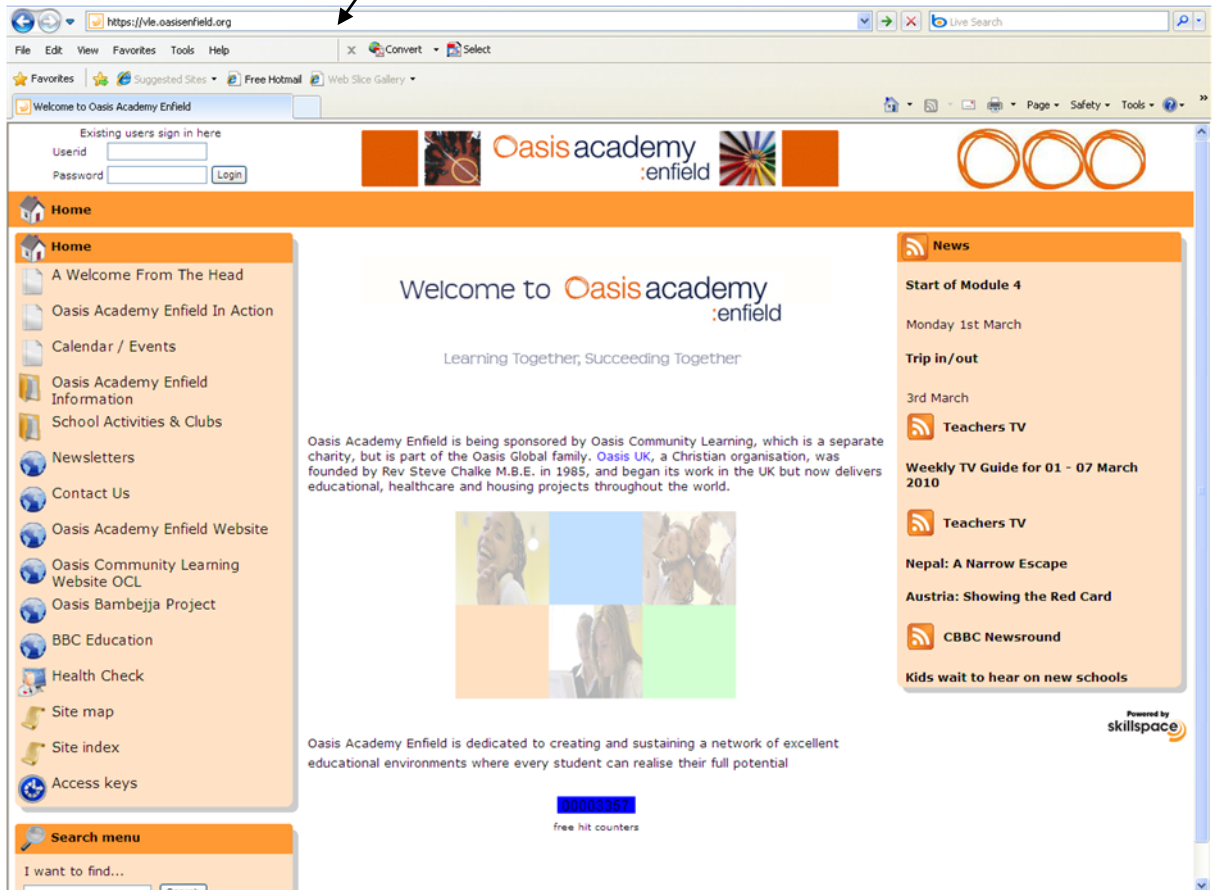 https://vle.oasisenfield.org
Live Search
File Edit View Favorites Tools Help
x Convert Select
Favorites Suggested Sites Free Hotmail Web Slice Gallery
Welcome to Oasis Academy Enfield
Page Safety Tools
Existing users sign in here
Userid
Password Login
Oasis academy
:enfield
Home
Home
A Welcome From The Head
Oasis Academy Enfield In Action
Calendar / Events
Oasis Academy Enfield
Information
School Activities & Clubs
Newsletters
Contact Us
Oasis Academy Enfield Website
Oasis Community Learning
Website OCL
Oasis Bambejja Project
BBC Education
Health Check
Site map
Site index
Access keys
Search menu
I want to find...
Welcome to Oasis academy
:enfield
Learning Together, Succeeding Together
Oasis Academy Enfield is being sponsored by Oasis Community Learning, which is a separate
charity, but is part of the Oasis Global family. Oasis UK, a Christian organisation, was
founded by Rev Steve Chalke M.B.E. in 1985, and began its work in the UK but now delivers
educational, healthcare and housing projects throughout the world.
Oasis Academy Enfield is dedicated to creating and sustaining a network of excellent
educational environments where every student can realise their full potential
00003357
free hit counters
News
Start of Module 4
Monday 1st March
Trip in/out
3rd March
Teachers TV
Weekly TV Guide for 01 - 07 March
2010
Teachers TV
Nepal: A Narrow Escape
Austria: Showing the Red Card
CBBC Newsround
Kids wait to hear on new schools
Powered by
skillspace